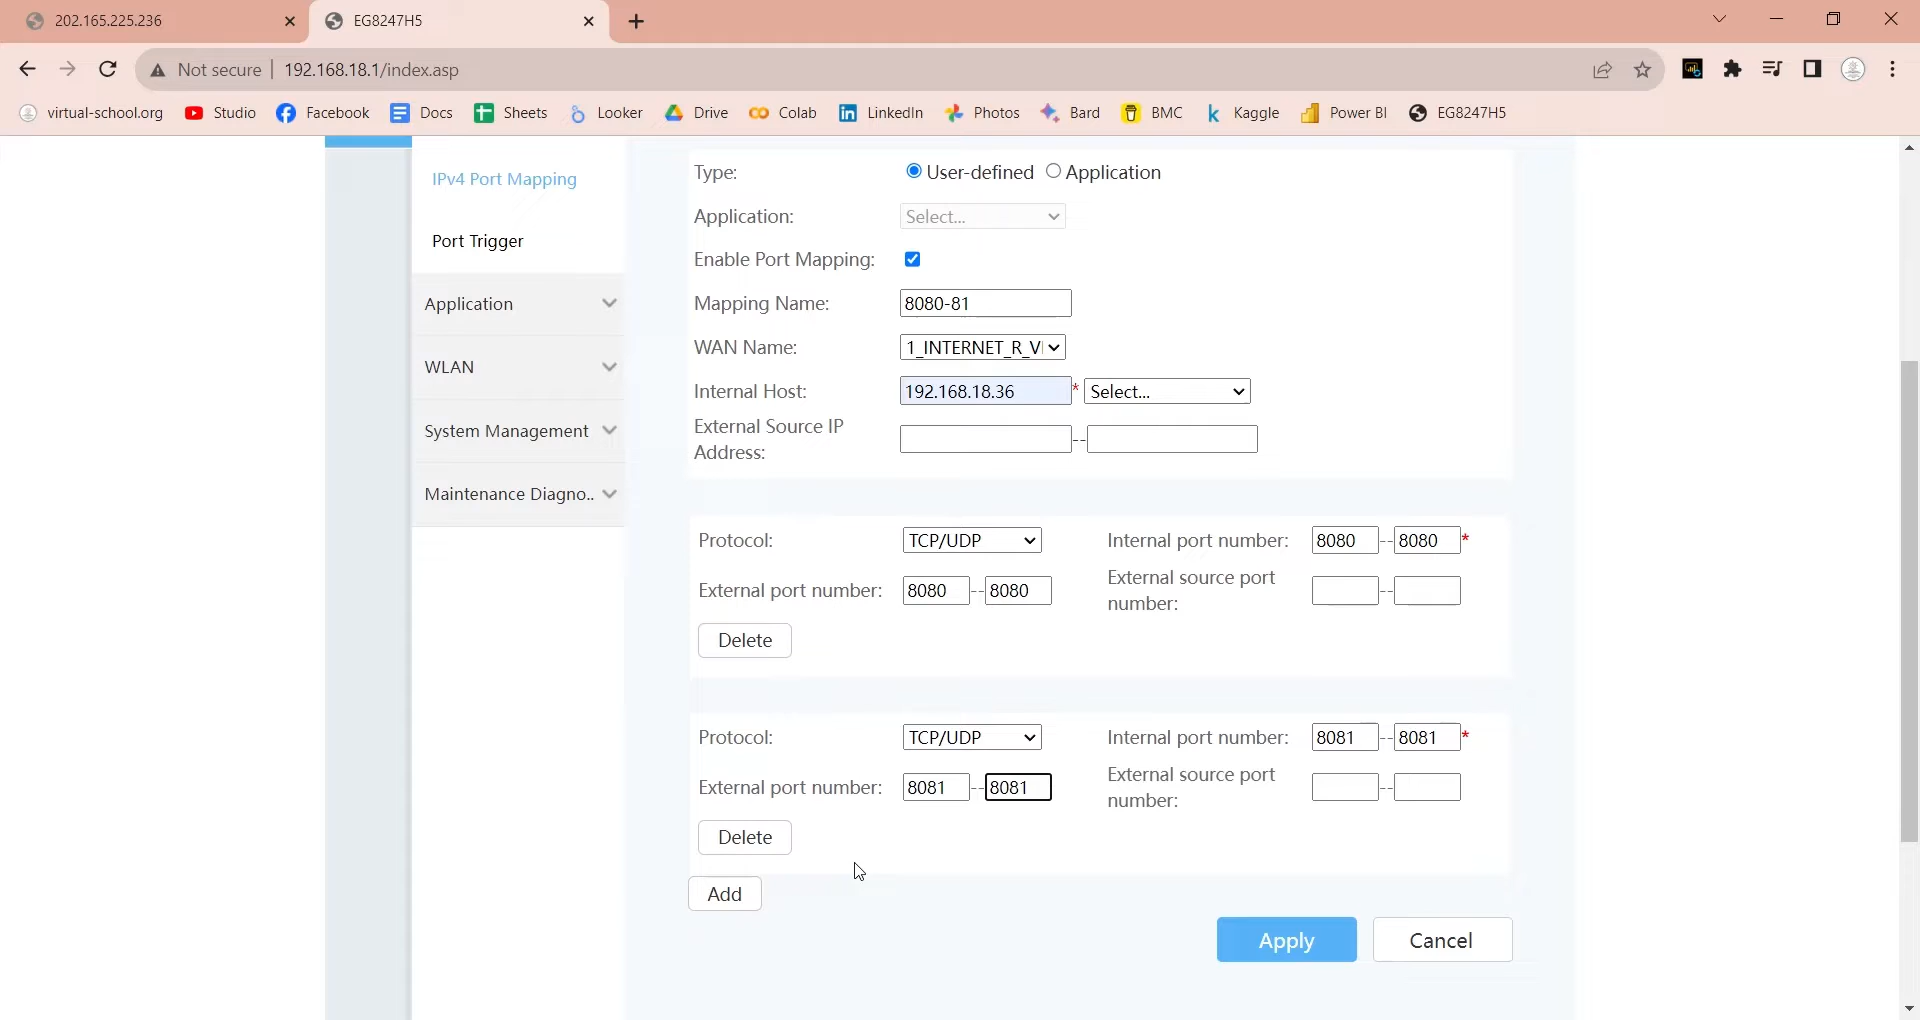 202.165.225.236
EG8247H5
Not secure
192.168.18.1/index.asp
virtual-school.org
Studio
Facebook
Docs
Sheets
Looker
Drive
Colab
LinkedIn
Photos
Bard
BMC
Kaggle
Power BI
EG8247H5
IPv4 Port Mapping
Port Trigger
Application
WLAN
System Management
Maintenance Diagno..
Type: User-defined Application
Application: Select...
Enable Port Mapping:
Mapping Name: 8080-81
WAN Name: 1_INTERNET_R_VI
Internal Host: 192.168.18.36 * Select...
External Source IP
Address: --
Protocol: TCP/UDP Internal port number: 8080 -- 8080 *
External port number: 8080 -- 8080 External source port
number: --
Delete
Protocol: TCP/UDP Internal port number: 8081 -- 8081 *
External port number: 8081 -- 8081 External source port
number: --
Delete
Add
Apply Cancel